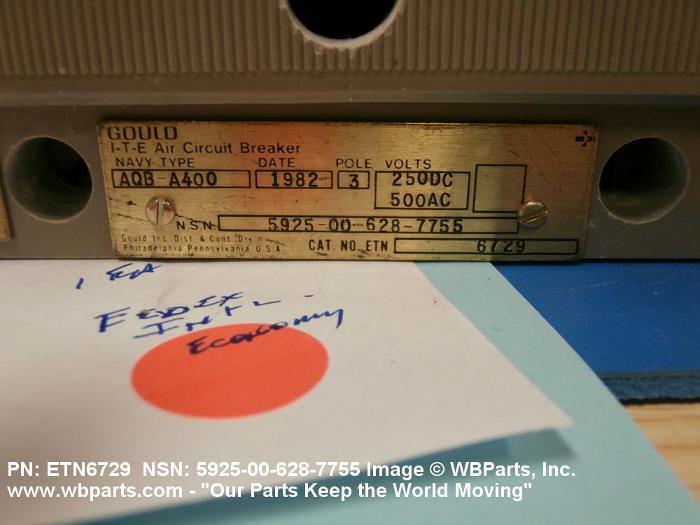 GOULD
I-T-E Air Circuit Breaker
NAVY TYPE DATE POLE VOLTS
AQB-A400 1982 3 250DC
500AC
NSN 5925-00-628-7755
Gould Inc. Dist. & Cont. Div.
Philadelphia Pennsylvania U.S.A.
CAT. NO. ETN 6729
1 EA
FEDEX
INTL -
ECONOMY
PN: ETN6729 NSN: 5925-00-628-7755 Image © WBParts, Inc.
www.wbparts.com - "Our Parts Keep the World Moving"